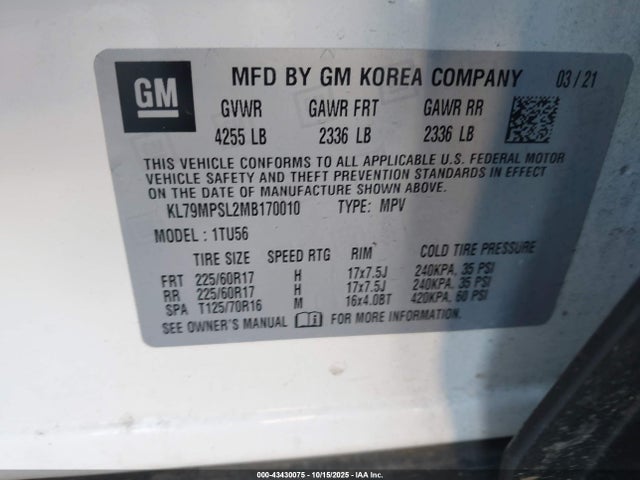 GM
MFD BY GM KOREA COMPANY 03/21
GVWR GAWR FRT GAWR RR
4255 LB 2336 LB 2336 LB
THIS VEHICLE CONFORMS TO ALL APPLICABLE U.S. FEDERAL MOTOR
VEHICLE SAFETY AND THEFT PREVENTION STANDARDS IN EFFECT
ON THE DATE OF MANUFACTURE SHOWN ABOVE.
KL79MPSL2MB170010 TYPE: MPV
MODEL: 1TU56
TIRE SIZE SPEED RTG RIM COLD TIRE PRESSURE
FRT 225/60R17 H 17x7.5J 240KPA, 35 PSI
RR 225/60R17 H 17x7.5J 240KPA, 35 PSI
SPA T125/70R16 M 16x4.0BT 420KPA, 60 PSI
SEE OWNER'S MANUAL FOR MORE INFORMATION.
000-43430075 - 10/15/2025 - IAA Inc.